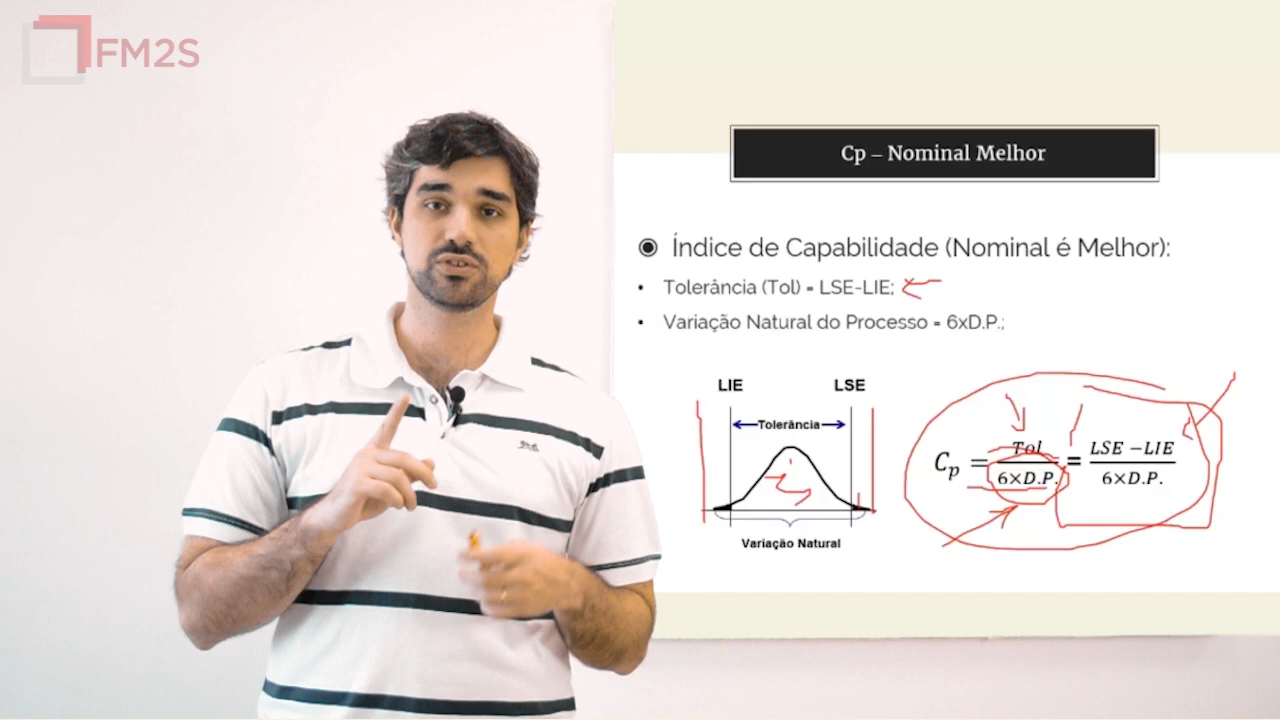 FM2S
Cp – Nominal Melhor
Índice de Capabilidade (Nominal é Melhor):
• Tolerância (Tol) = LSE-LIE;
• Variação Natural do Processo = 6xD.P.;
LIE LSE
Tolerância
Variação Natural
Cp = Tol / 6×D.P. = LSE −LIE / 6×D.P.